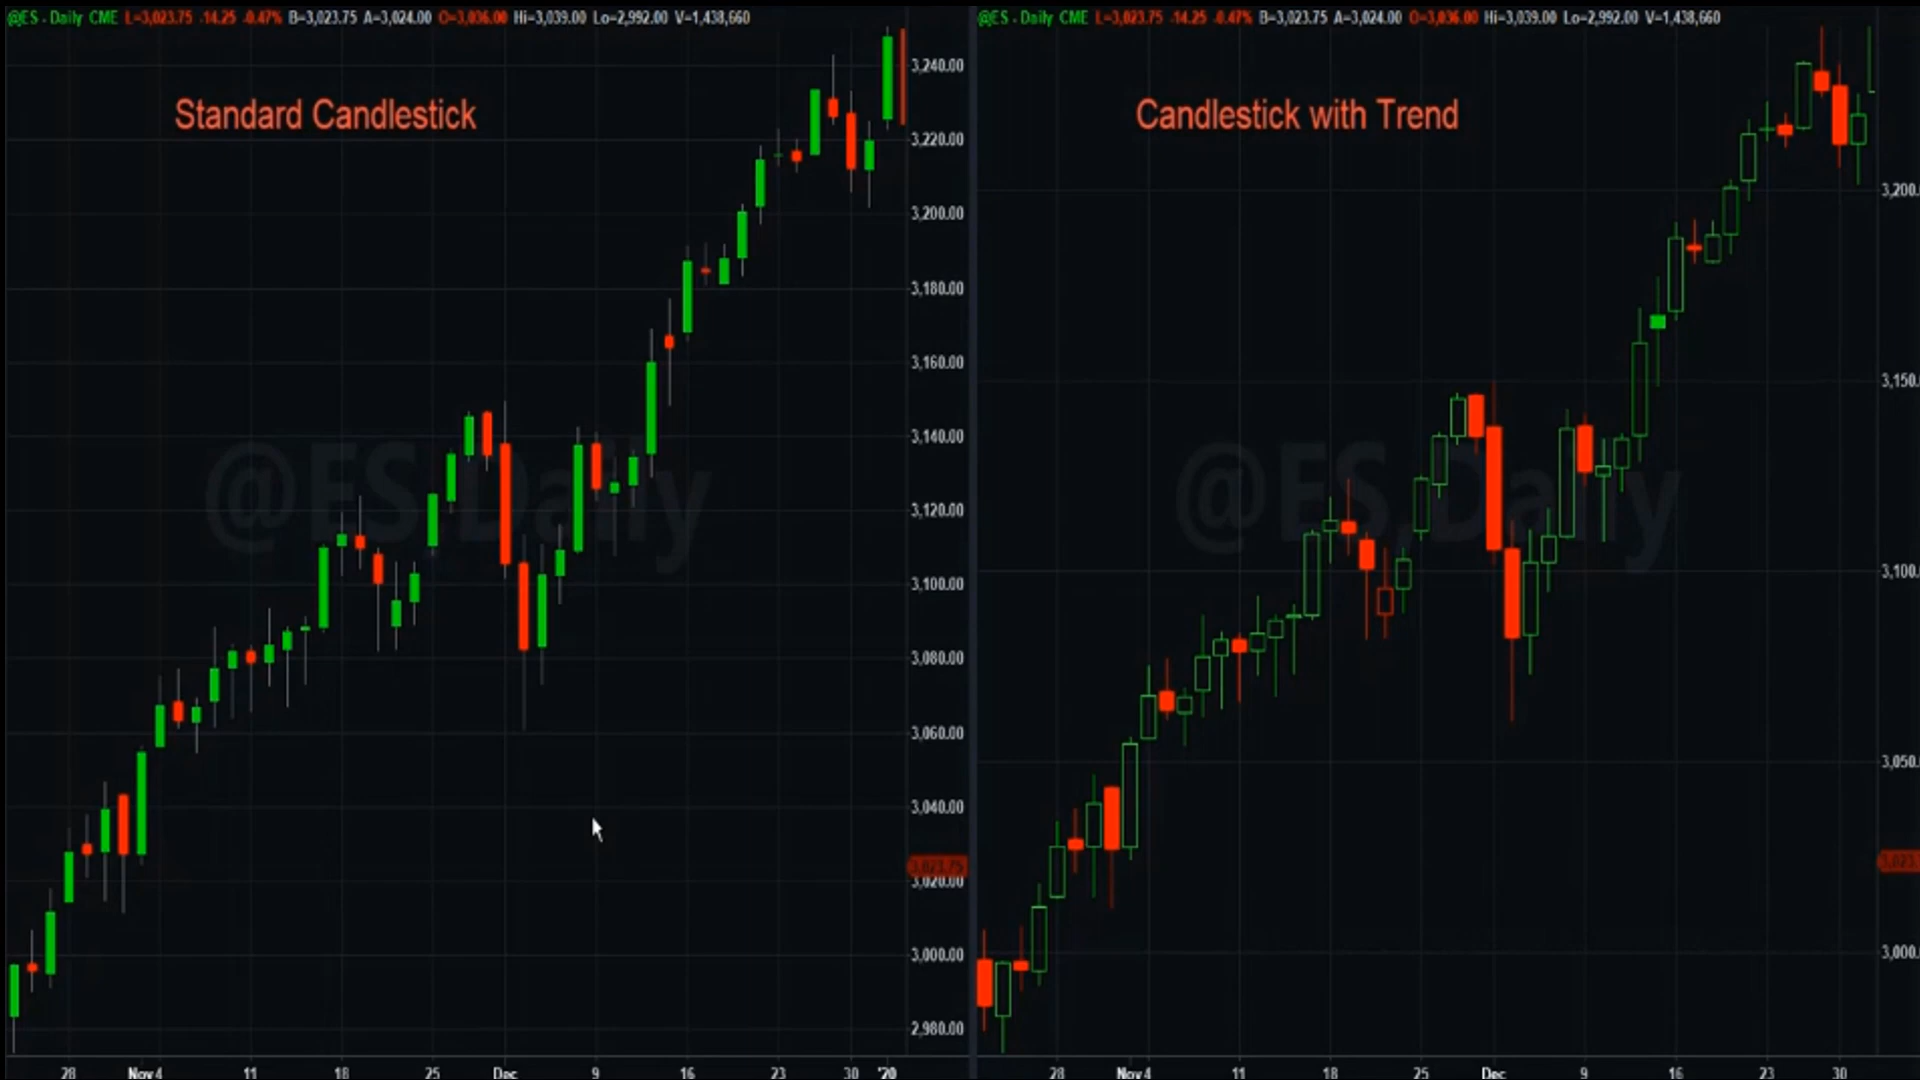 @ES - Daily CME L=3,023.75 -14.25 -0.47% B=3,023.75 A=3,024.00 O=3,036.00 Hi=3,039.00 Lo=2,992.00 V=1,438,660
@ES - Daily CME L=3,023.75 -14.25 -0.47% B=3,023.75 A=3,024.00 O=3,036.00 Hi=3,039.00 Lo=2,992.00 V=1,438,660
Standard Candlestick
Candlestick with Trend
@ES,Daily
@ES,Daily
3,240.00
3,220.00
3,200.00
3,180.00
3,160.00
3,140.00
3,120.00
3,100.00
3,080.00
3,060.00
3,040.00
3,023.75
3,020.00
3,000.00
2,980.00
3,200.
3,150.
3,100.
3,050.
3,023.
3,000.
28 Nov 4 11 18 25 Dec 9 16 23 30 '20
28 Nov 4 11 18 25 Dec 9 16 23 30